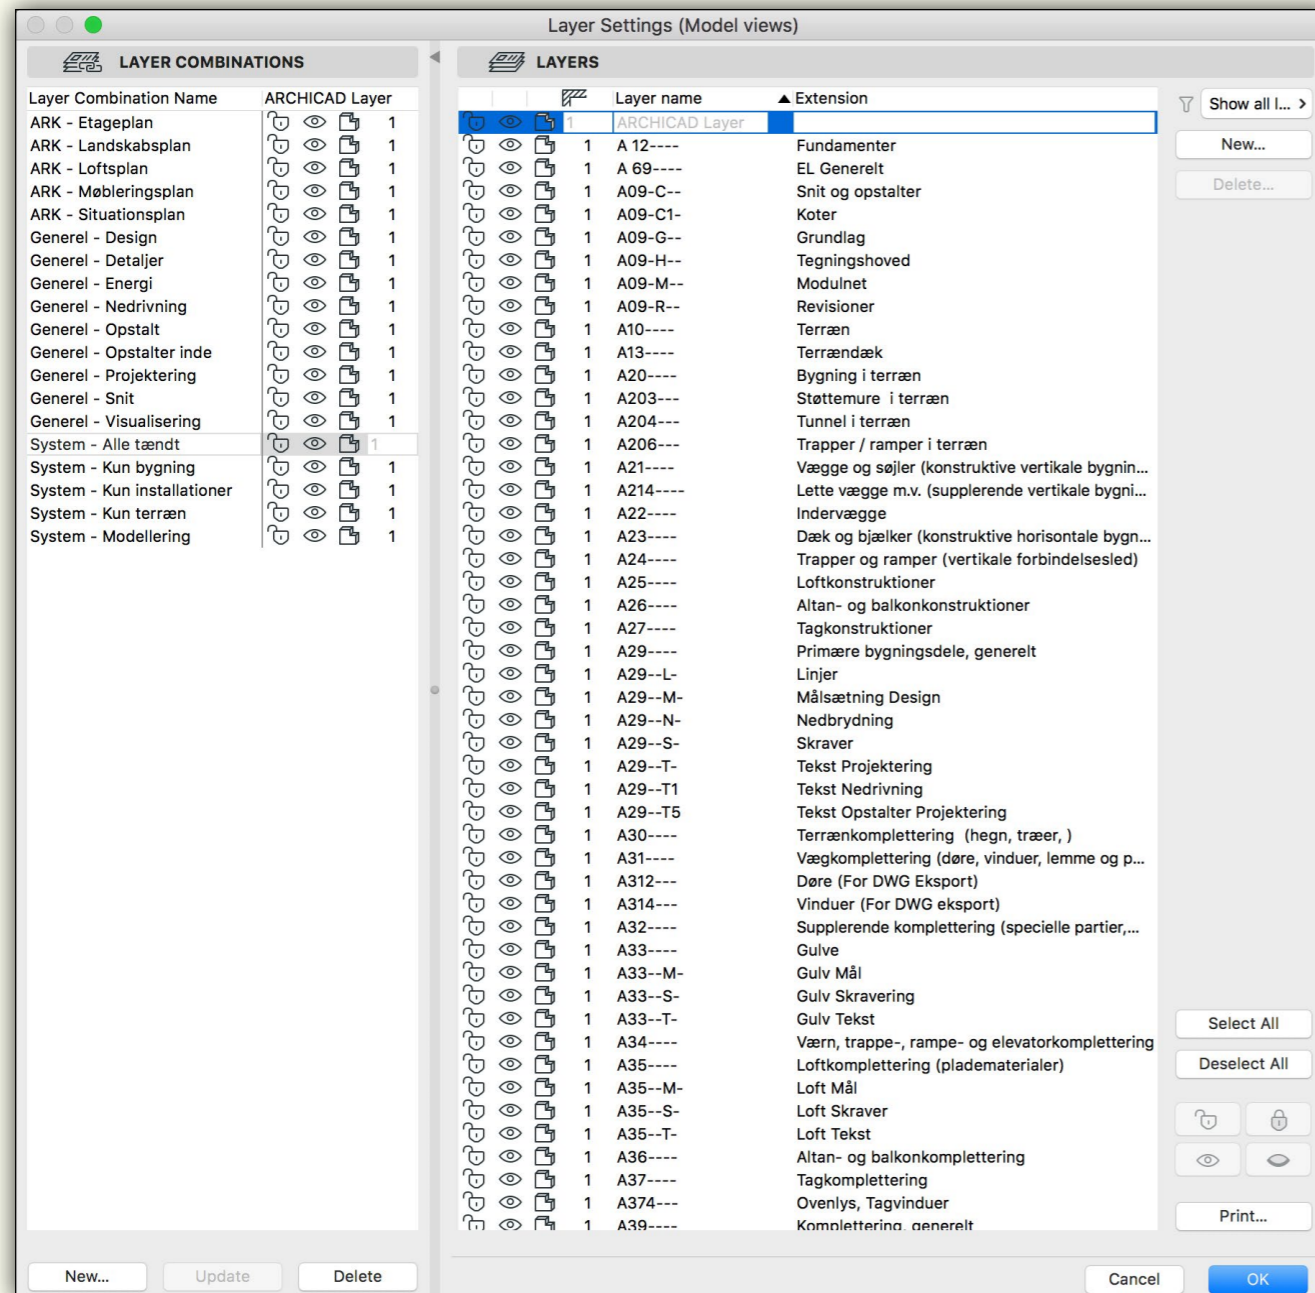 Layer Settings (Model views)
LAYER COMBINATIONS
Layer Combination Name ARCHICAD Layer
ARK - Etageplan 1
ARK - Landskabsplan 1
ARK - Loftsplan 1
ARK - Møbleringsplan 1
ARK - Situationsplan 1
Generel - Design 1
Generel - Detaljer 1
Generel - Energi 1
Generel - Nedrivning 1
Generel - Opstalt 1
Generel - Opstalter inde 1
Generel - Projektering 1
Generel - Snit 1
Generel - Visualisering 1
System - Alle tændt 1
System - Kun bygning 1
System - Kun installationer 1
System - Kun terræn 1
System - Modellering 1
New... Update Delete
LAYERS
Layer name Extension
1 ARCHICAD Layer
1 A 12---- Fundamenter
1 A 69---- EL Generelt
1 A09-C-- Snit og opstalter
1 A09-C1- Koter
1 A09-G-- Grundlag
1 A09-H-- Tegningshoved
1 A09-M-- Modulnet
1 A09-R-- Revisioner
1 A10---- Terræn
1 A13---- Terrændæk
1 A20---- Bygning i terræn
1 A203--- Støttemure i terræn
1 A204--- Tunnel i terræn
1 A206--- Trapper / ramper i terræn
1 A21---- Vægge og søjler (konstruktive vertikale bygnin...
1 A214---- Lette vægge m.v. (supplerende vertikale bygni...
1 A22---- Indervægge
1 A23---- Dæk og bjælker (konstruktive horisontale bygn...
1 A24---- Trapper og ramper (vertikale forbindelsesled)
1 A25---- Loftkonstruktioner
1 A26---- Altan- og balkonkonstruktioner
1 A27---- Tagkonstruktioner
1 A29---- Primære bygningsdele, generelt
1 A29--L- Linjer
1 A29--M- Målsætning Design
1 A29--N- Nedbrydning
1 A29--S- Skraver
1 A29--T- Tekst Projektering
1 A29--T1 Tekst Nedrivning
1 A29--T5 Tekst Opstalter Projektering
1 A30---- Terrænkomplettering (hegn, træer, )
1 A31---- Vægkomplettering (døre, vinduer, lemme og p...
1 A312--- Døre (For DWG Eksport)
1 A314--- Vinduer (For DWG eksport)
1 A32---- Supplerende komplettering (specielle partier,...
1 A33---- Gulve
1 A33--M- Gulv Mål
1 A33--S- Gulv Skravering
1 A33--T- Gulv Tekst
1 A34---- Værn, trappe-, rampe- og elevatorkomplettering
1 A35---- Loftkomplettering (pladematerialer)
1 A35--M- Loft Mål
1 A35--S- Loft Skraver
1 A35--T- Loft Tekst
1 A36---- Altan- og balkonkomplettering
1 A37---- Tagkomplettering
1 A374--- Ovenlys, Tagvinduer
1 A39---- Komplettering, generelt
Show all l... >
New...
Delete...
Select All
Deselect All
Print...
Cancel OK